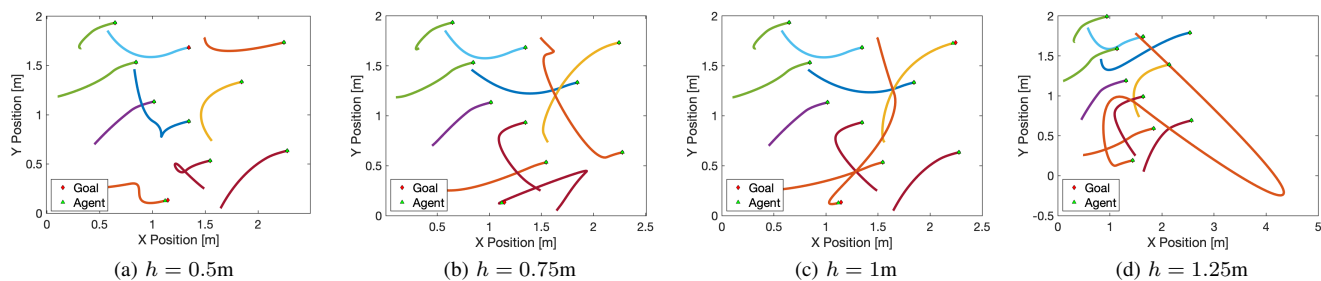 2
1.5
1
0.5
0
Y Position [m]
Goal
Agent
0 0.5 1 1.5 2
X Position [m]
(a) h = 0.5m
2
1.5
1
0.5
0
Y Position [m]
Goal
Agent
0 0.5 1 1.5 2 2.5
X Position [m]
(b) h = 0.75m
2
1.5
1
0.5
0
Y Position [m]
Goal
Agent
0 0.5 1 1.5 2 2.5
X Position [m]
(c) h = 1m
2
1.5
1
0.5
0
-0.5
Y Position [m]
Goal
Agent
0 1 2 3 4 5
X Position [m]
(d) h = 1.25m